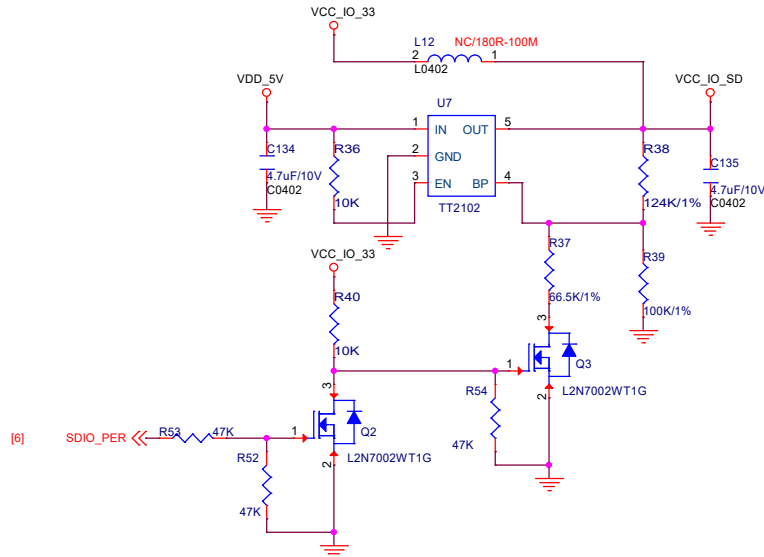 VCC_IO_33
L12 NC/180R-100M
2 1
L0402
VDD_5V
VCC_IO_SD
U7
1 IN OUT 5
2 GND
3 EN BP 4
TT2102
C134
4.7uF/10V
C0402
R36
10K
R38
124K/1%
C135
4.7uF/10V
C0402
VCC_IO_33
R37
66.5K/1%
R39
100K/1%
R40
10K
3
1
Q3
2
L2N7002WT1G
R54
47K
3
1
Q2
2
L2N7002WT1G
[6] SDIO_PER R53 47K
R52
47K